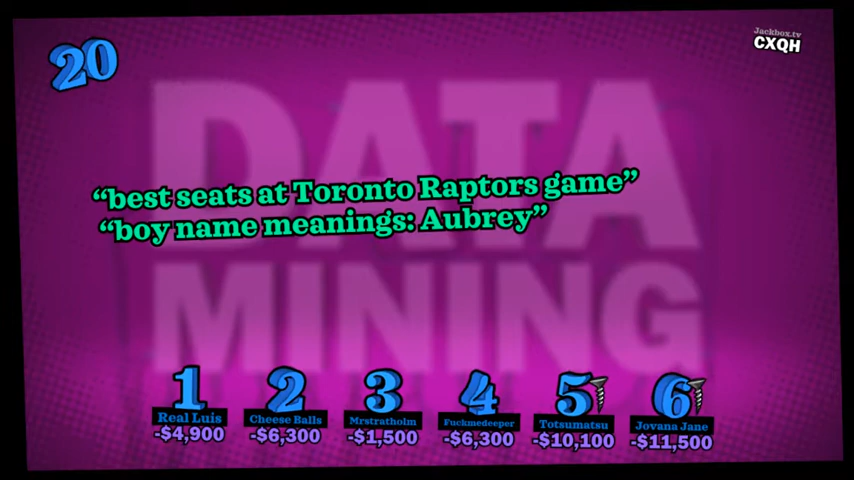 20
Jackbox.tv
CXQH
DATA
MINING
“best seats at Toronto Raptors game”
“boy name meanings: Aubrey”
1 2 3 4 5 6
Real Luis Cheese Balls Mrstratholm Fuckmedeeper Totsumatsu Jovana Jane
-$4,900 -$6,300 -$1,500 -$6,300 -$10,100 -$11,500